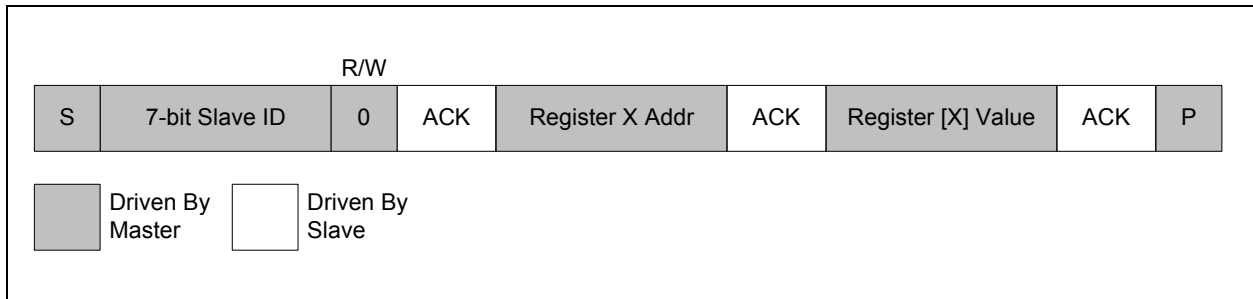 R/W
S 7-bit Slave ID 0 ACK Register X Addr ACK Register [X] Value ACK P
Driven By
Master
Driven By
Slave